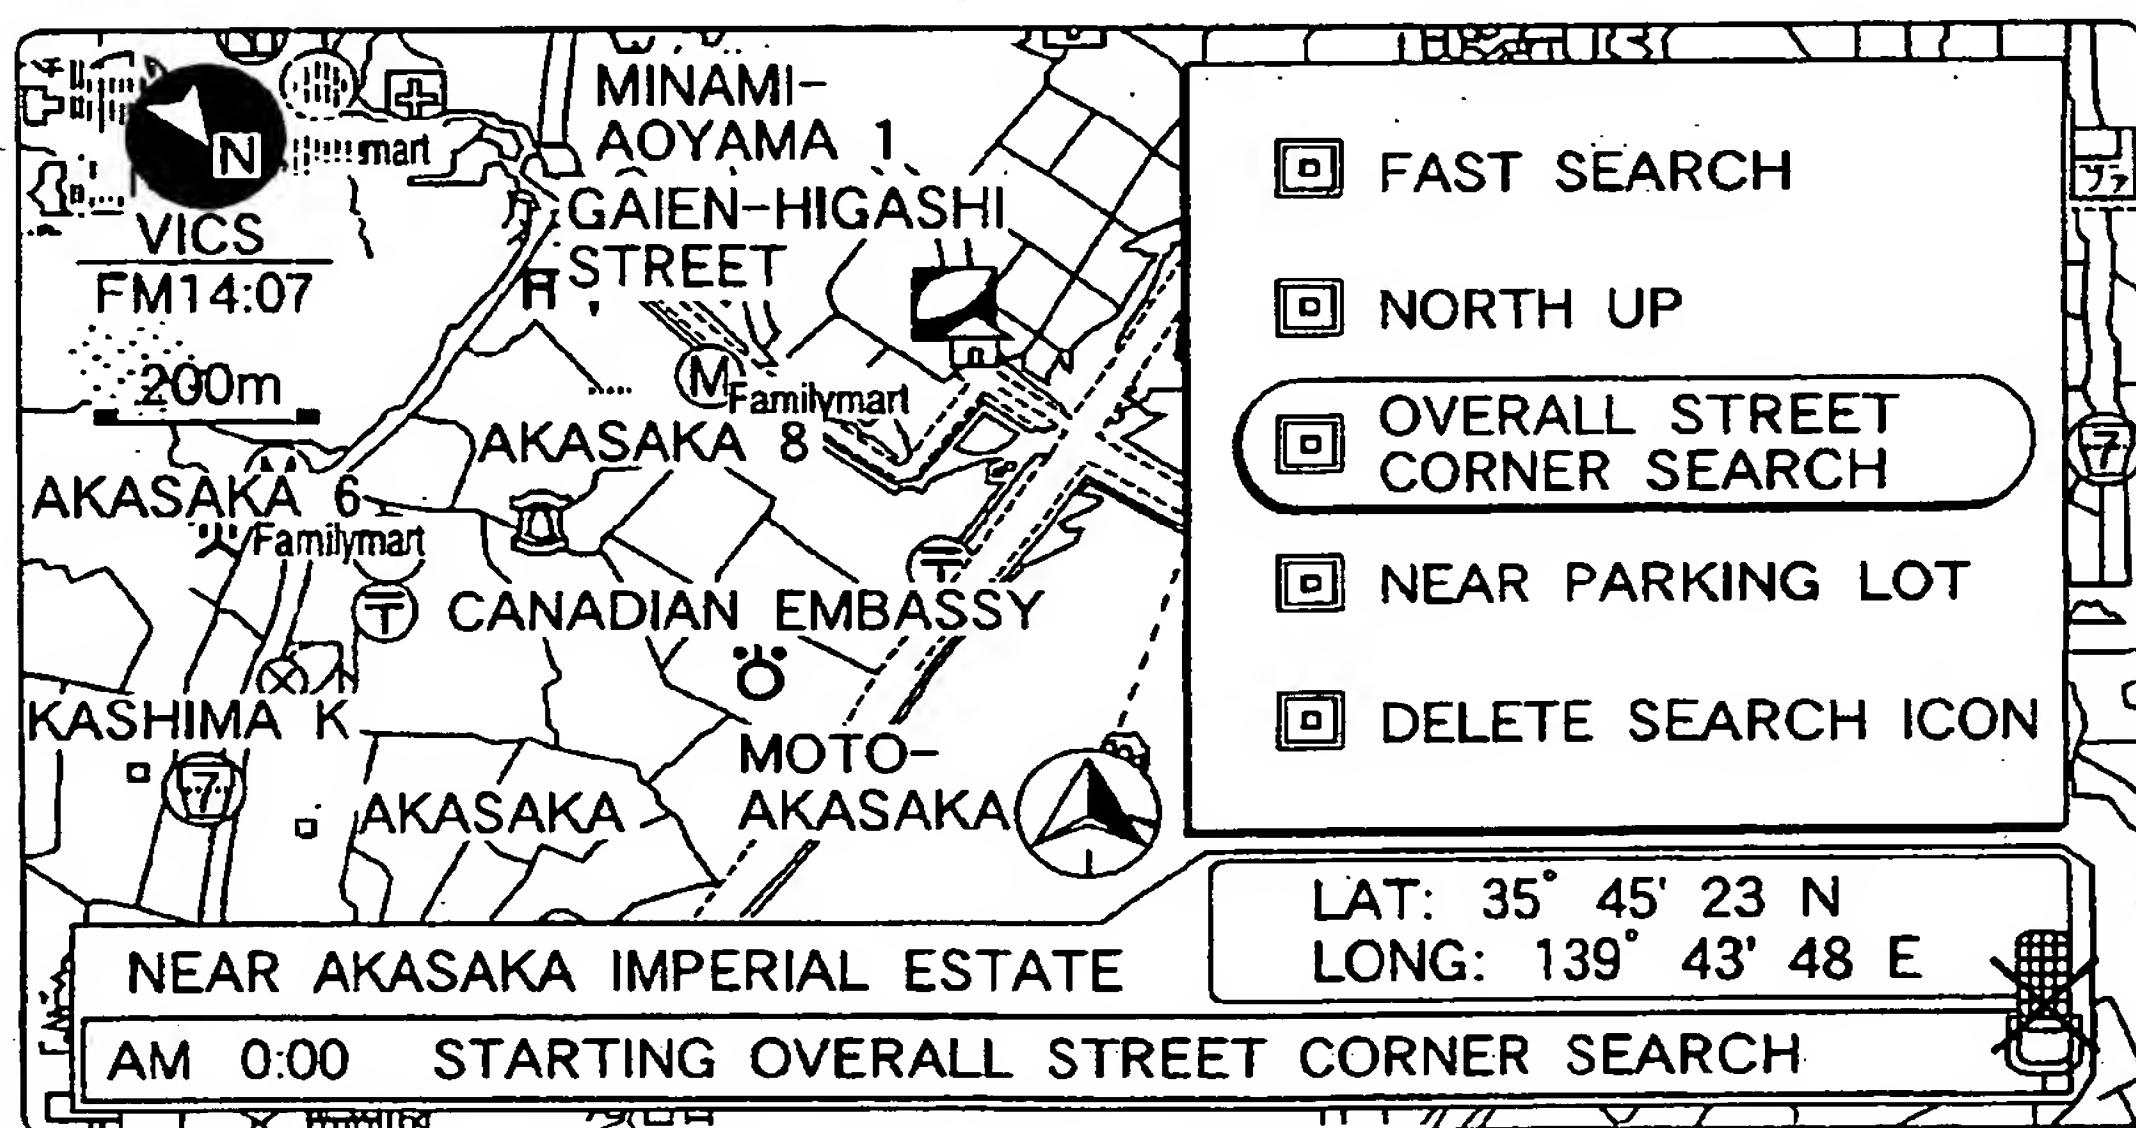 MINAMI-
AOYAMA 1
N
mart
VICS
FM14:07
200m
GAIEN-HIGASHI
STREET
M
Familymart
AKASAKA 8
AKASAKA 6
Familymart
CANADIAN EMBASSY
KASHIMA K
7
AKASAKA
MOTO-
AKASAKA
FAST SEARCH
NORTH UP
OVERALL STREET
CORNER SEARCH
NEAR PARKING LOT
DELETE SEARCH ICON
7
LAT: 35° 45' 23 N
LONG: 139° 43' 48 E
NEAR AKASAKA IMPERIAL ESTATE
AM 0:00 STARTING OVERALL STREET CORNER SEARCH